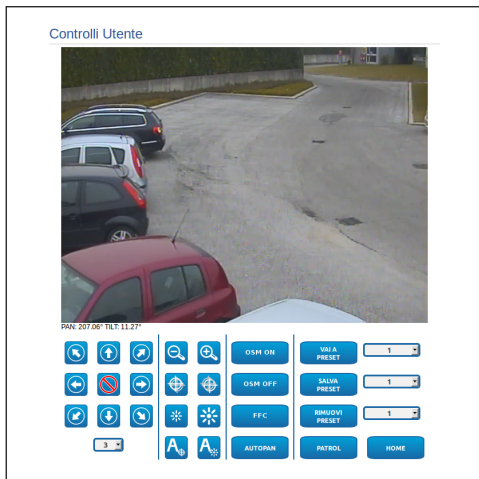 Controlli Utente
PAN: 207.06° TILT: 11.27°
OSM ON
VAI A
PRESET
1
OSM OFF
SALVA
PRESET
1
FFC
RIMUOVI
PRESET
1
3
A
A
AUTOPAN
PATROL
HOME